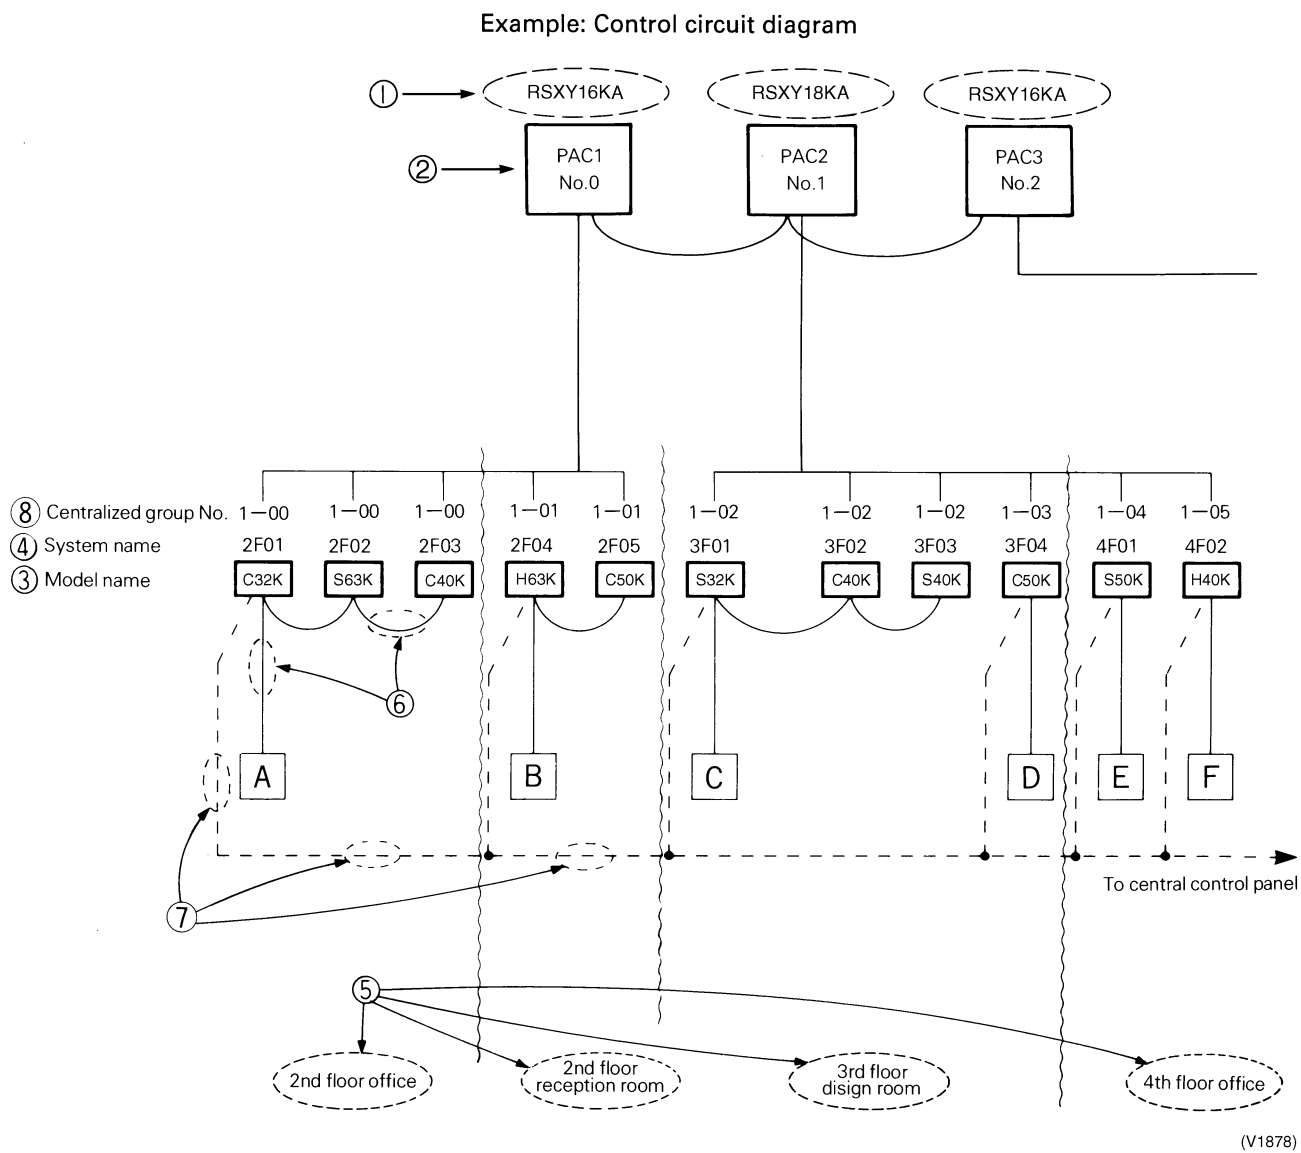 Example: Control circuit diagram
① RSXY16KA RSXY18KA RSXY16KA
② PAC1 PAC2 PAC3
No.0 No.1 No.2
⑧ Centralized group No. 1—00 1—00 1—00 1—01 1—01 1—02 1—02 1—02 1—03 1—04 1—05
④ System name 2F01 2F02 2F03 2F04 2F05 3F01 3F02 3F03 3F04 4F01 4F02
③ Model name C32K S63K C40K H63K C50K S32K C40K S40K C50K S50K H40K
⑥
A B C D E F
To central control panel
⑦
⑤
2nd floor office
2nd floor
reception room
3rd floor
disign room
4th floor office
(V1878)